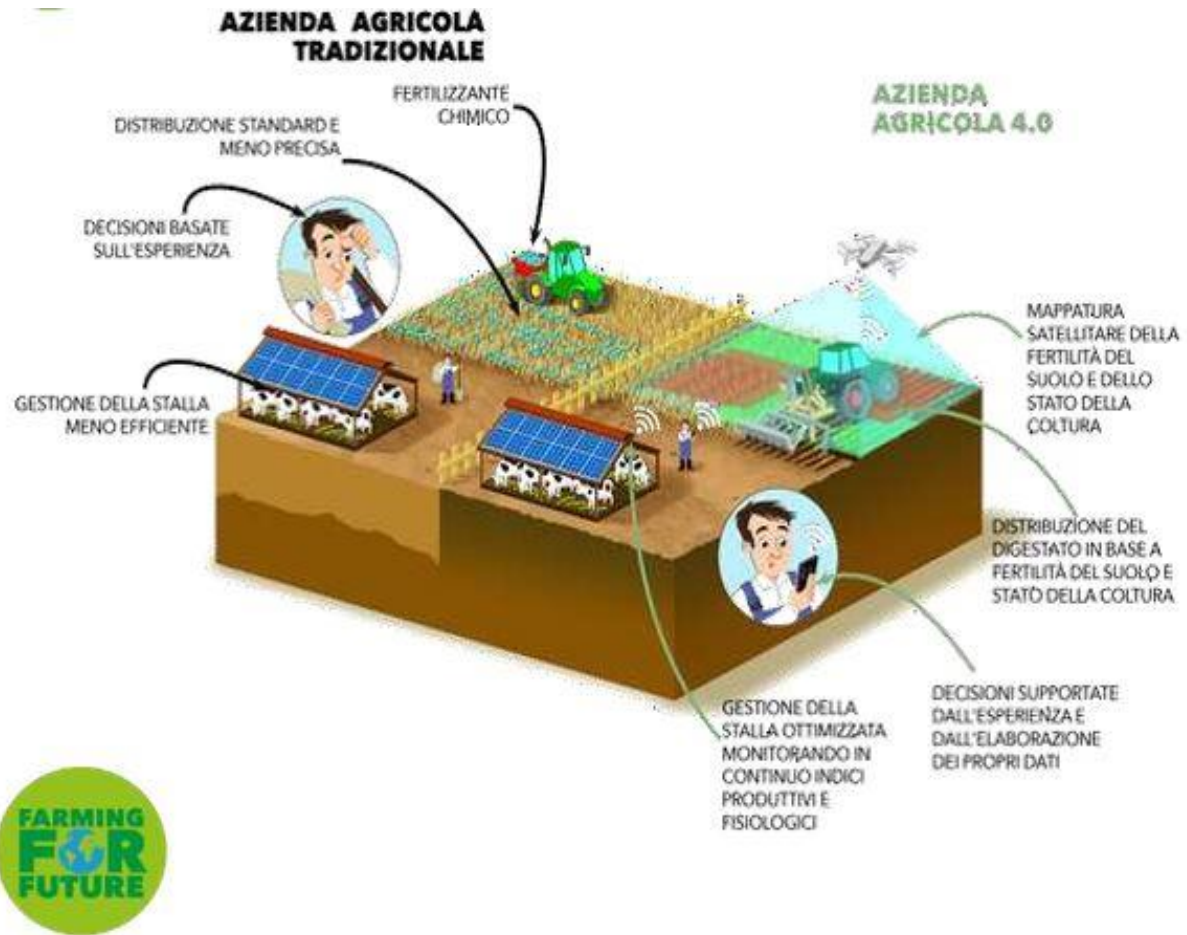 AZIENDA AGRICOLA
TRADIZIONALE
FERTILIZZANTE
CHIMICO
DISTRIBUZIONE STANDARD E
MENO PRECISA
DECISIONI BASATE
SULL'ESPERIENZA
GESTIONE DELLA STALLA
MENO EFFICIENTE
AZIENDA
AGRICOLA 4.0
MAPPATURA
SATELLITARE DELLA
FERTILITÀ DEL
SUOLO E DELLO
STATO DELLA
COLTURA
DISTRIBUZIONE DEL
DIGESTATO IN BASE A
FERTILITÀ DEL SUOLO E
STATO DELLA COLTURA
DECISIONI SUPPORTATE
DALL'ESPERIENZA E
DALL'ELABORAZIONE
DEI PROPRI DATI
GESTIONE DELLA
STALLA OTTIMIZZATA
MONITORANDO IN
CONTINUO INDICI
PRODUTTIVI E
FISIOLOGICI
FARMING
FOR
FUTURE